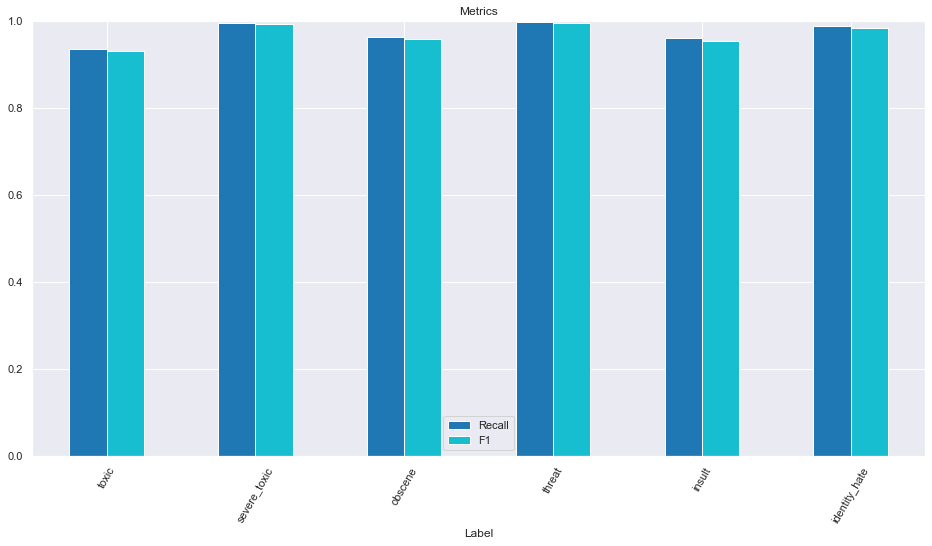 Metrics
1.0
0.8
0.6
0.4
0.2
0.0
Recall
F1
toxic
severe_toxic
obscene
threat
insult
identity_hate
Label